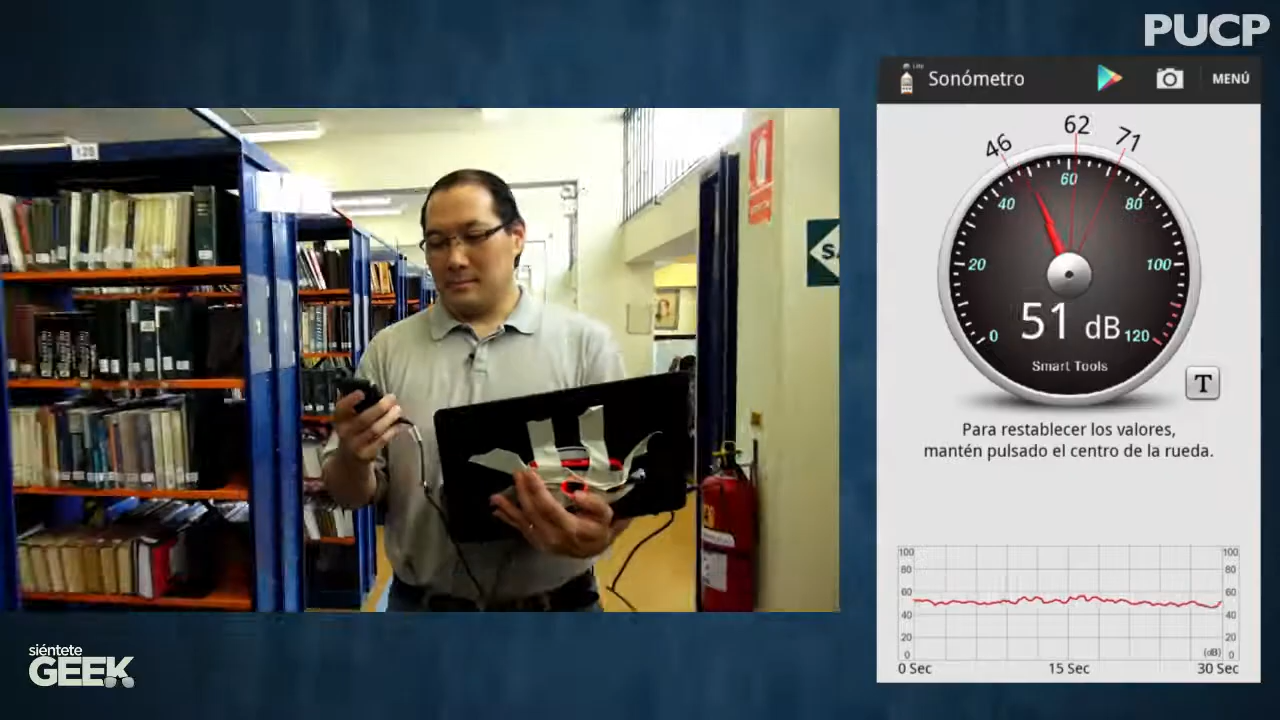 PUCP
Sonómetro
MENÚ
128
S
46
62
71
0
20
40
60
80
100
120
51 dB
Smart Tools
T
Para restablecer los valores,
mantén pulsado el centro de la rueda.
100
80
60
40
20
0
100
80
60
40
20
0
(dB)
0 Sec
15 Sec
30 Sec
siéntete
GEEK